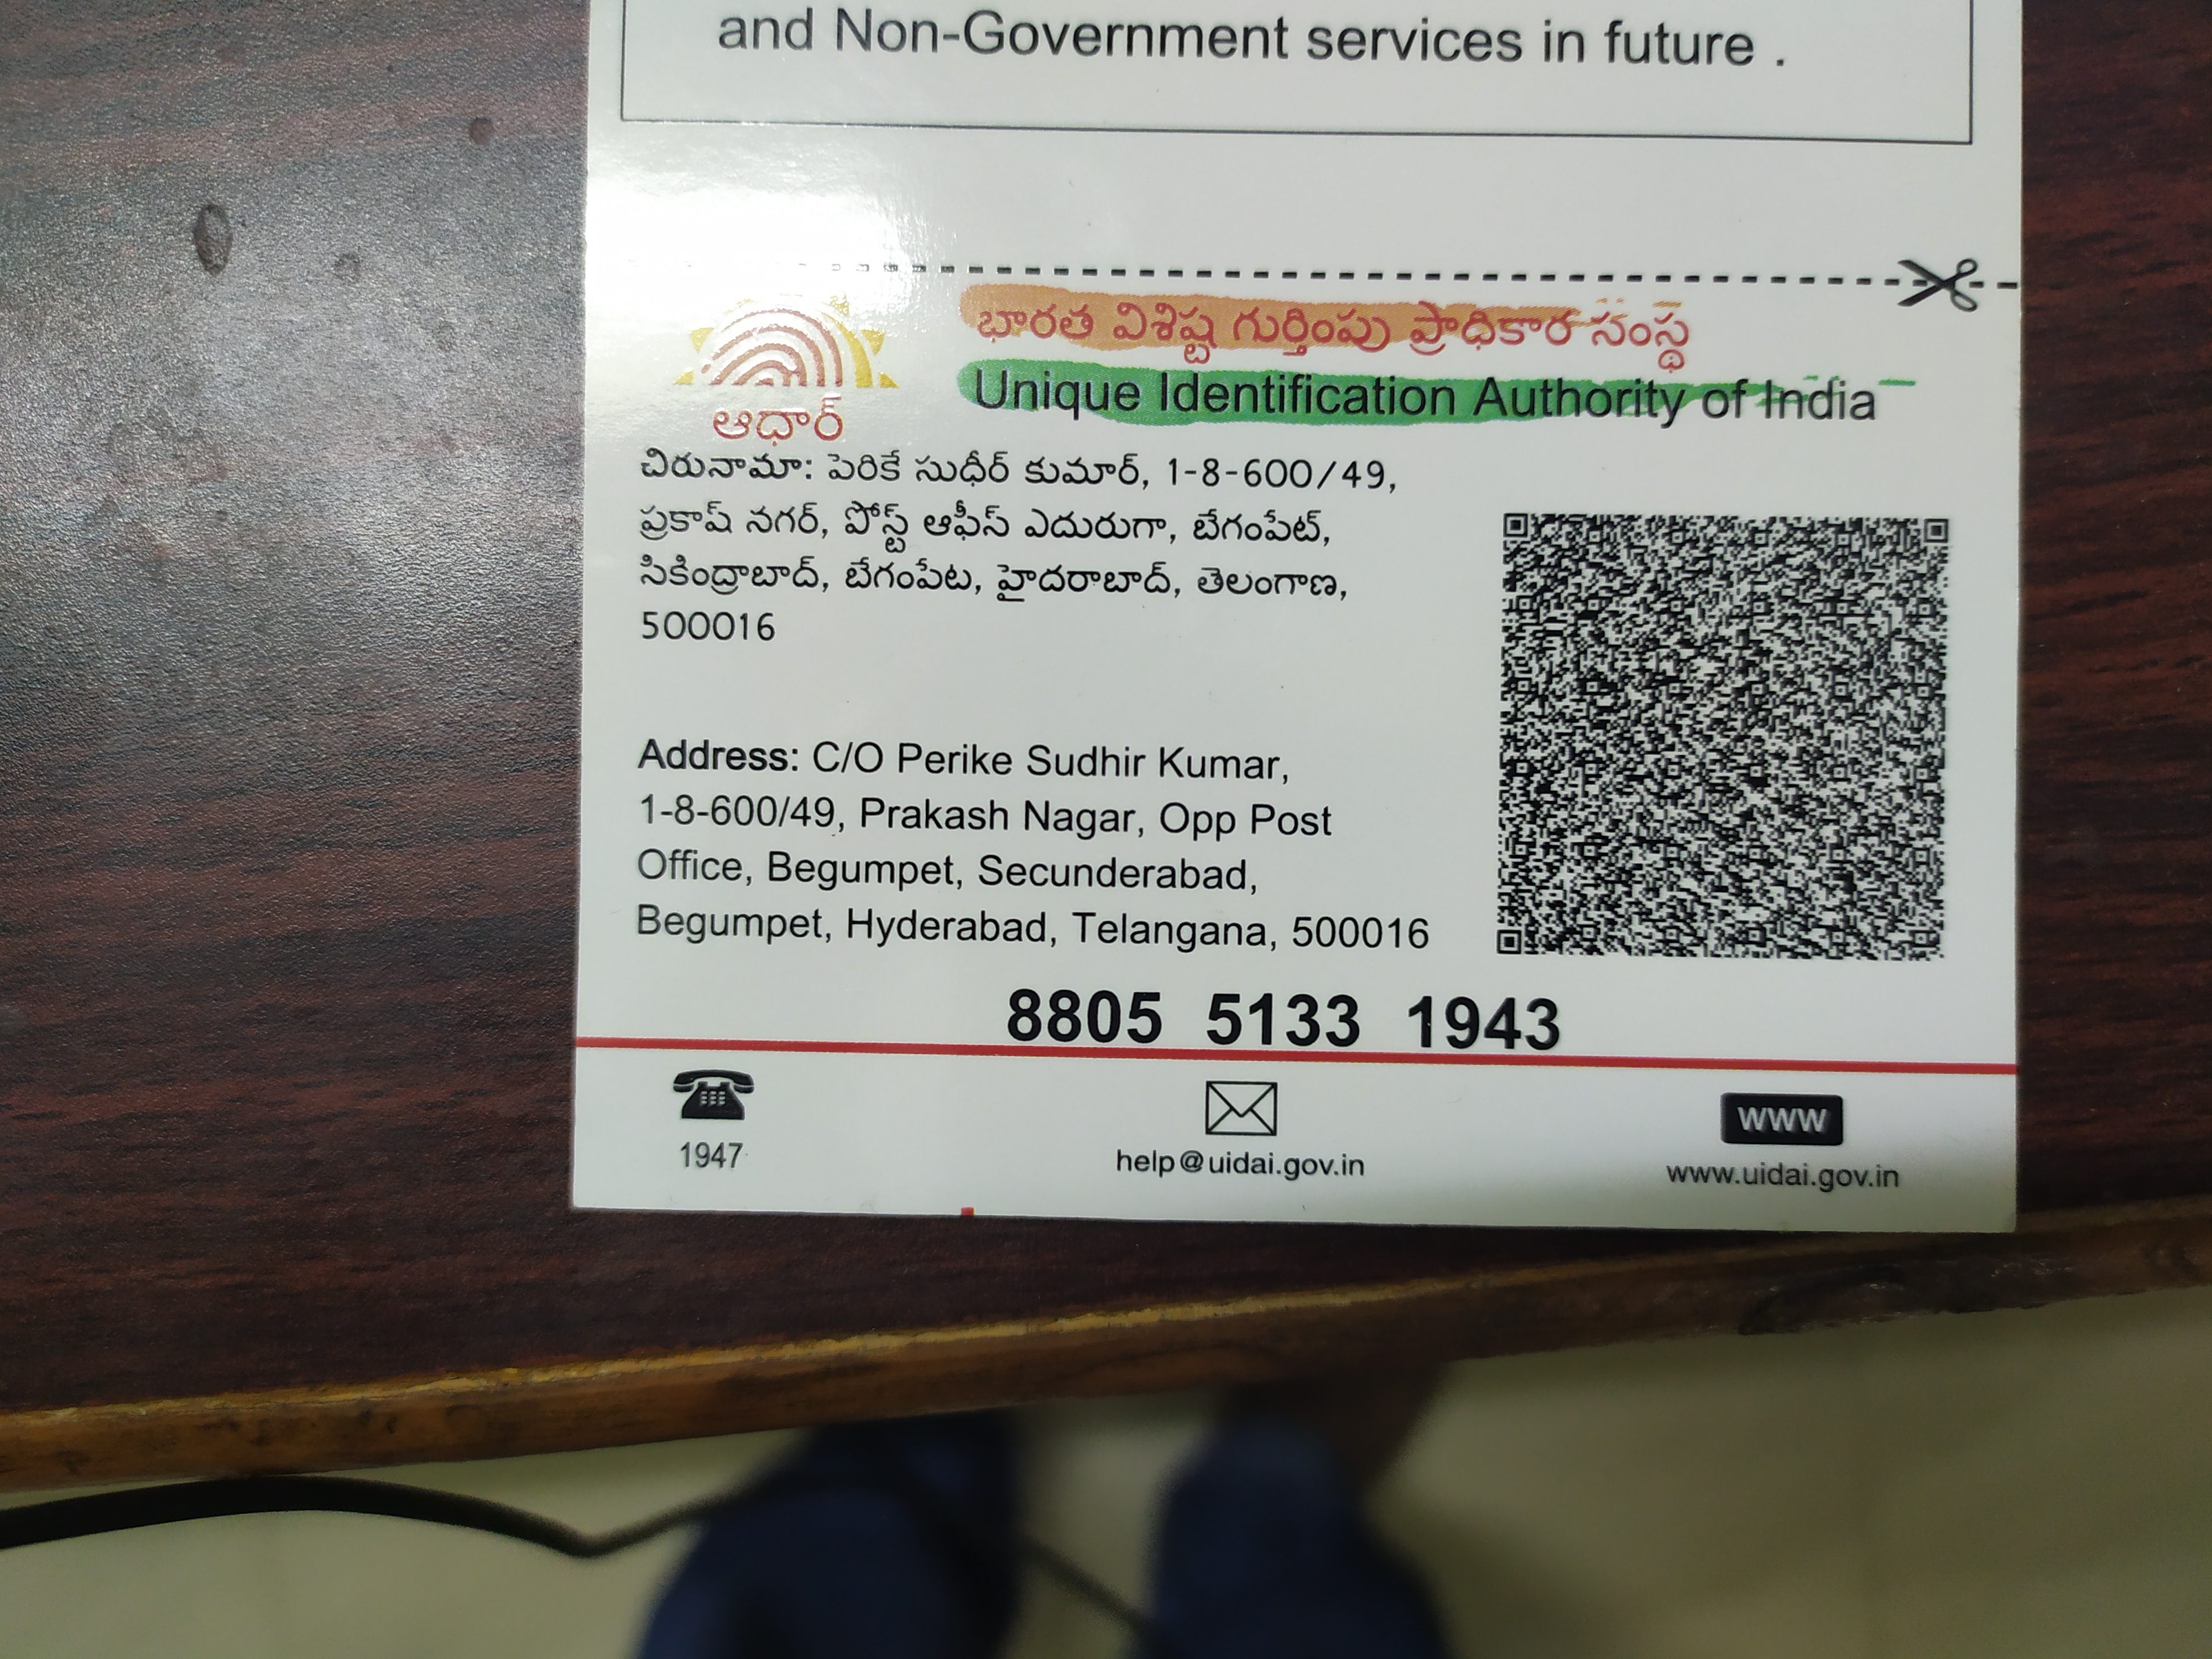 and Non-Government services in future .
భారత విశిష్ట గుర్తింపు ప్రాధికార సంస్థ
Unique Identification Authority of India
ఆధార్
చిరునామా: పెరికే సుధీర్ కుమార్, 1-8-600/49,
ప్రకాష్ నగర్, పోస్ట్ ఆఫీస్ ఎదురుగా, బేగంపేట్,
సికింద్రాబాద్, బేగంపేట, హైదరాబాద్, తెలంగాణ,
500016
Address: C/O Perike Sudhir Kumar,
1-8-600/49, Prakash Nagar, Opp Post
Office, Begumpet, Secunderabad,
Begumpet, Hyderabad, Telangana, 500016
8805 5133 1943
1947
help@uidai.gov.in
www
www.uidai.gov.in